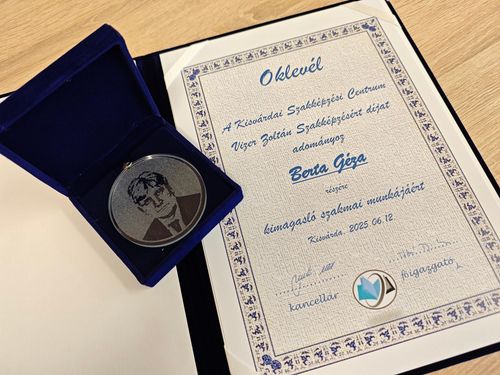 Oklevél
A Kisvárdai Szakképzési Centrum
Vizer Zoltán Szakképzésért díjat
adományoz
Berta Géza
részére
kimagasló szakmai munkájáért
Kisvárda, 2025.06.12.
kancellár
főigazgató